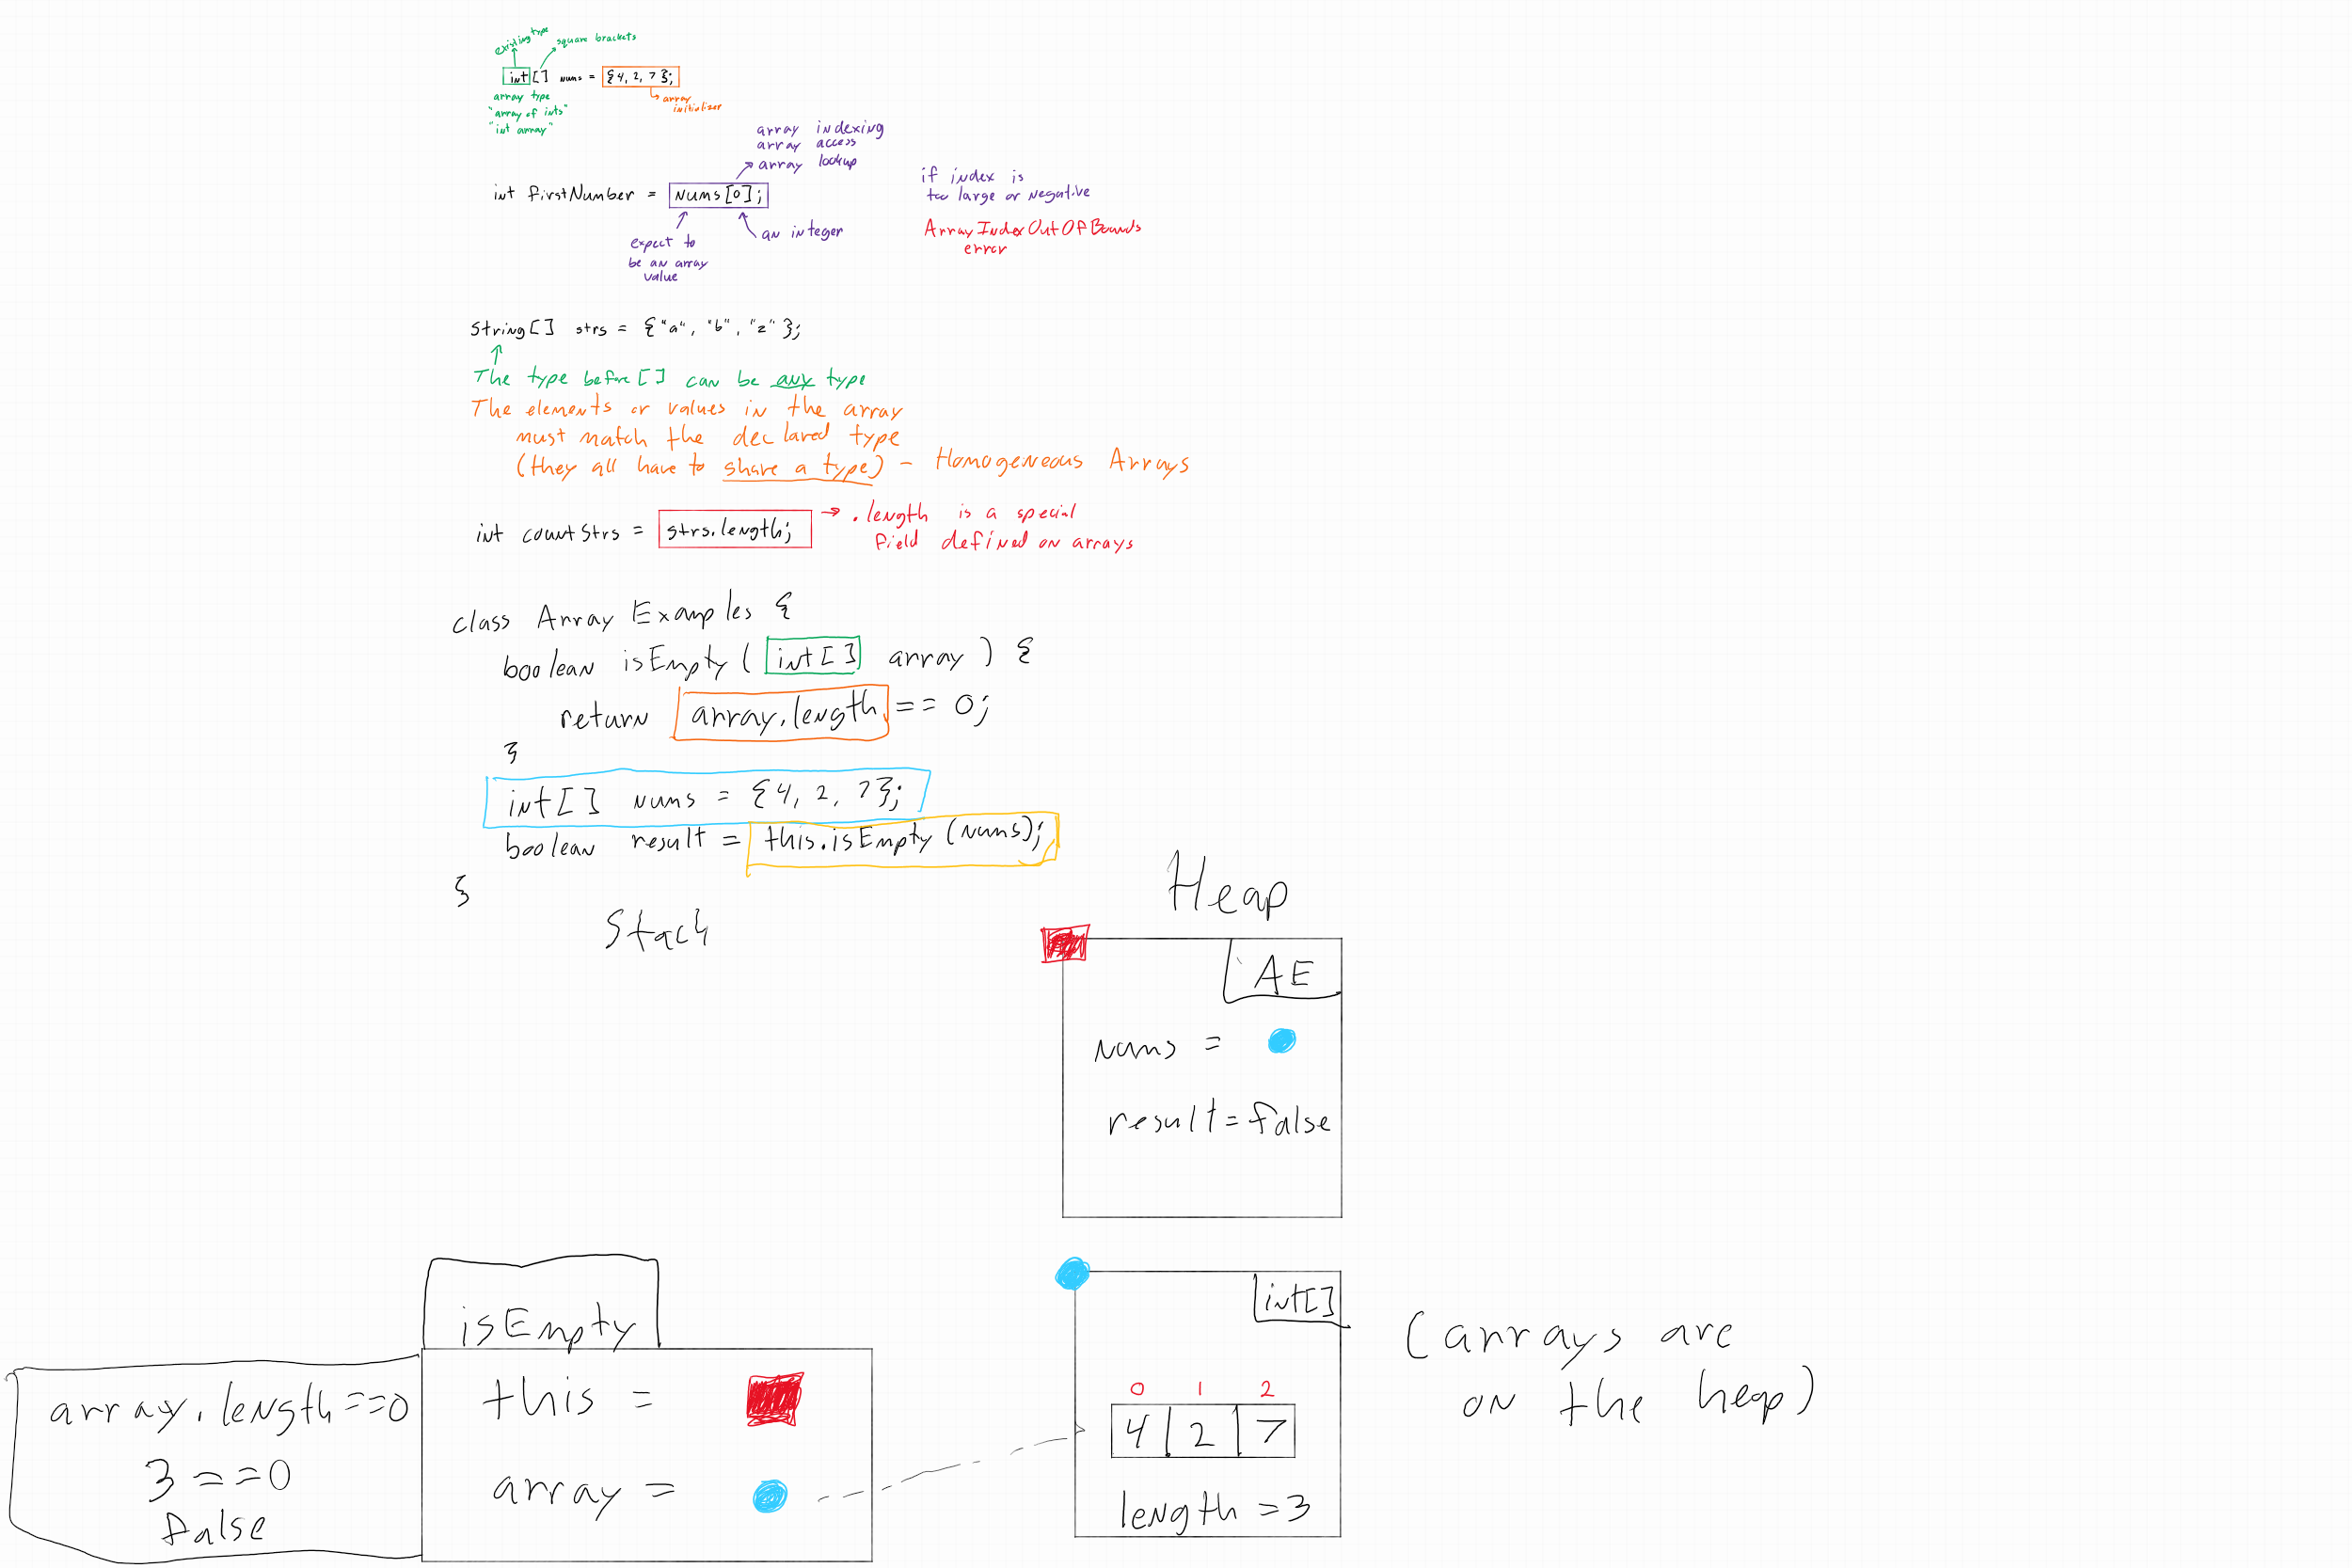 existing type
square brackets
int[] nums = {4, 2, 7};
array type
"array of ints"
"int array"
array
initializer
array indexing
array access
array lookup
int firstNumber = nums[0];
an integer
expect to
be an array
value
if index is
too large or negative
ArrayIndexOutOfBounds
error
String[] strs = {"a", "b", "z"};
The type before [] can be any type
The elements or values in the array
must match the declared type
(they all have to share a type) - Homogeneous Arrays
int countStrs = strs.length;
.length is a special
field defined on arrays
class Array Examples {
boolean isEmpty(int[] array) {
return array.length == 0;
}
int[] nums = {4, 2, 7};
boolean result = this.isEmpty(nums);
}
Stack
Heap
AE
nums =
result = false
isEmpty
this =
array =
array.length==0
3 ==0
false
int[]
0 1 2
4 2 7
length = 3
(arrays are
on the heap)